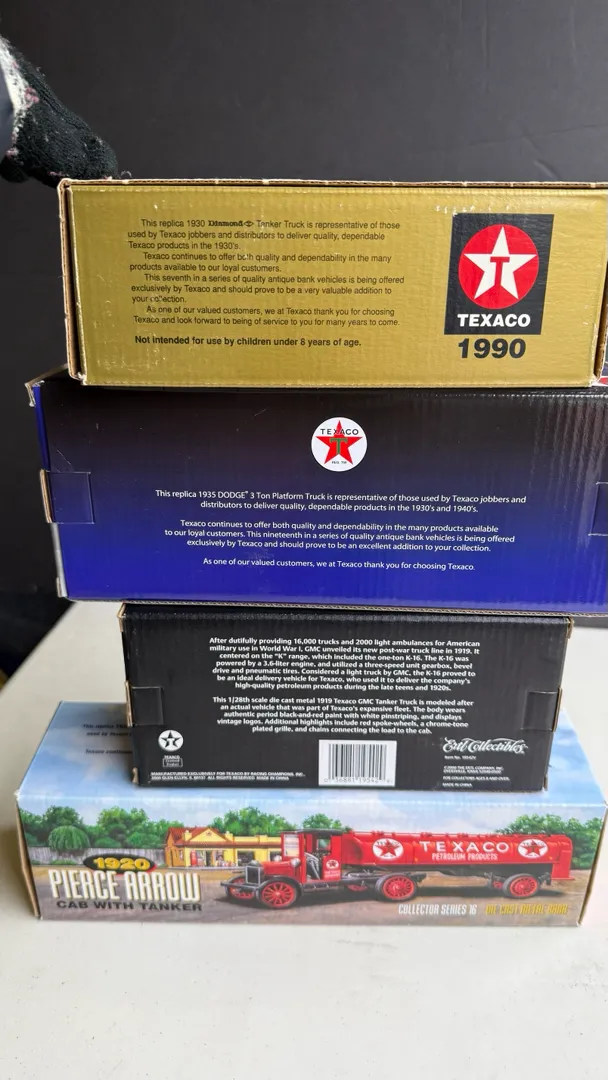 This replica 1930 Diamond T Tanker Truck is representative of those
used by Texaco jobbers and distributors to deliver quality, dependable
Texaco products in the 1930's.
Texaco continues to offer both quality and dependability in the many
products available to our loyal customers.
This seventh in a series of quality antique bank vehicles is being offered
exclusively by Texaco and should prove to be a very valuable addition to
your collection.
As one of our valued customers, we at Texaco thank you for choosing
Texaco and look forward to being of service to you for many years to come.
Not intended for use by children under 8 years of age.
T
TEXACO
1990
TEXACO
T
This replica 1935 DODGE® 3 Ton Platform Truck is representative of those used by Texaco jobbers and
distributors to deliver quality, dependable products in the 1930's and 1940's.
Texaco continues to offer both quality and dependability in the many products available
to our loyal customers. This nineteenth in a series of quality antique bank vehicles is being offered
exclusively by Texaco and should prove to be an excellent addition to your collection.
As one of our valued customers, we at Texaco thank you for choosing Texaco.
After dutifully providing 16,000 trucks and 2000 light ambulances for American
military use in World War I, GMC unveiled its new post-war truck line in 1919. It
centered on the "K" range, which included the one-ton K-16. The K-16 was
powered by a 3.6-liter engine, and utilized a three-speed unit gearbox, bevel
drive and pneumatic tires. Considered a light truck by GMC, the K-16 proved to
be an ideal delivery vehicle for Texaco, who used it to deliver the company's
high-quality petroleum products during the late teens and 1920s.
This 1/28th scale die cast metal 1919 Texaco GMC Tanker Truck is modeled after
an actual vehicle that was part of Texaco's expansive fleet. The body wears
authentic period black-and-red paint with white pinstriping, and displays
vintage logos. Additional highlights include red spoke-wheels, a chrome-tone
plated grille, and chains connecting the load to the cab.
TEXACO
Ertl Collectibles
MANUFACTURED EXCLUSIVELY FOR TEXACO BY RACING CHAMPIONS, INC.
MADE IN CHINA
1920
PIERCE ARROW
CAB WITH TANKER
TEXACO
PETROLEUM PRODUCTS
COLLECTOR SERIES 16 DIE CAST METAL BANK